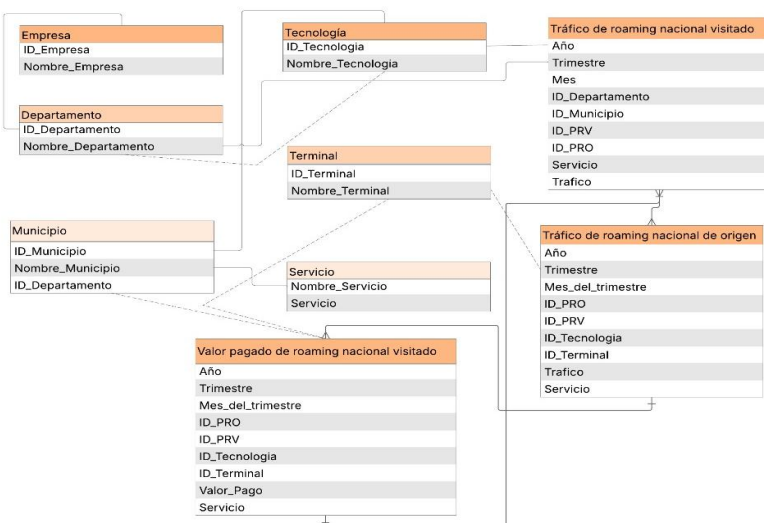 Empresa
ID_Empresa
Nombre_Empresa
Tecnología
ID_Tecnologia
Nombre_Tecnologia
Tráfico de roaming nacional visitado
Año
Trimestre
Mes
ID_Departamento
ID_Municipio
ID_PRV
ID_PRO
Servicio
Trafico
Departamento
ID_Departamento
Nombre_Departamento
Terminal
ID_Terminal
Nombre_Terminal
Municipio
ID_Municipio
Nombre_Municipio
ID_Departamento
Servicio
Nombre_Servicio
Servicio
Tráfico de roaming nacional de origen
Año
Trimestre
Mes_del_trimestre
ID_PRO
ID_PRV
ID_Tecnologia
ID_Terminal
Trafico
Servicio
Valor pagado de roaming nacional visitado
Año
Trimestre
Mes_del_trimestre
ID_PRO
ID_PRV
ID_Tecnologia
ID_Terminal
Valor_Pago
Servicio